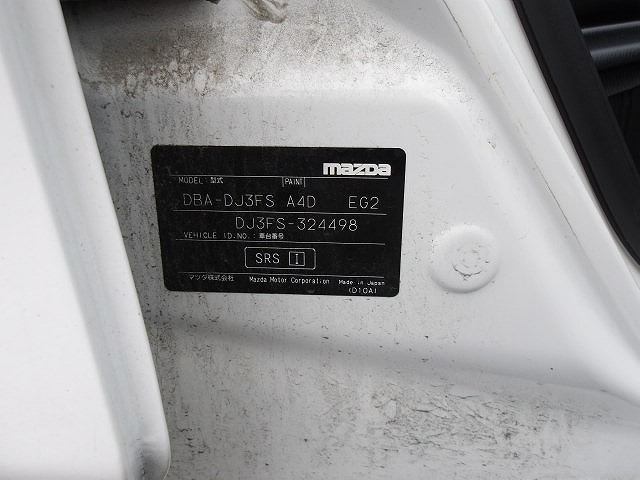 mazda
MODEL:型式 [PAINT]
DBA-DJ3FS A4D EG2
DJ3FS-324498
VEHICLE ID.NO.:車台番号
SRS I
マツダ株式会社 Mazda Motor Corporation Made in Japan
(D10A)